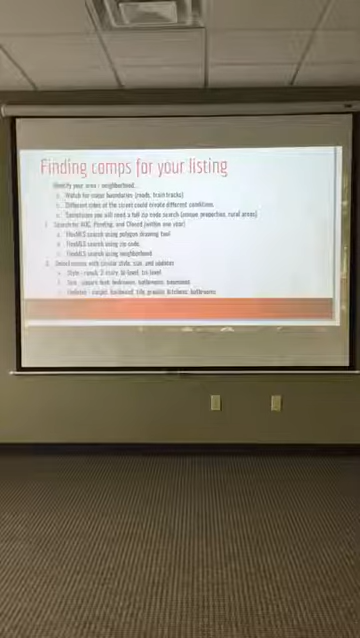 Finding comps for your listing
Identify your area - neighborhood...
a. Watch for major boundaries (roads, train tracks)
b. Different sides of the street could create different conditions
c. Sometimes you will need a full zip code search (unique properties, rural areas)
Search for AUC, Pending, and Closed (within one year)
a. FlexMLS search using polygon drawing tool
FlexMLS search using zip code
FlexMLS search using neighborhood
Select comps with similar style, size, and updates
a. Style - ranch, 2-story, bi-level, tri-level
Size - square foot, bedrooms, bathrooms, basement
Updates - carpet, hardwood, tile, granite, kitchens, bathrooms